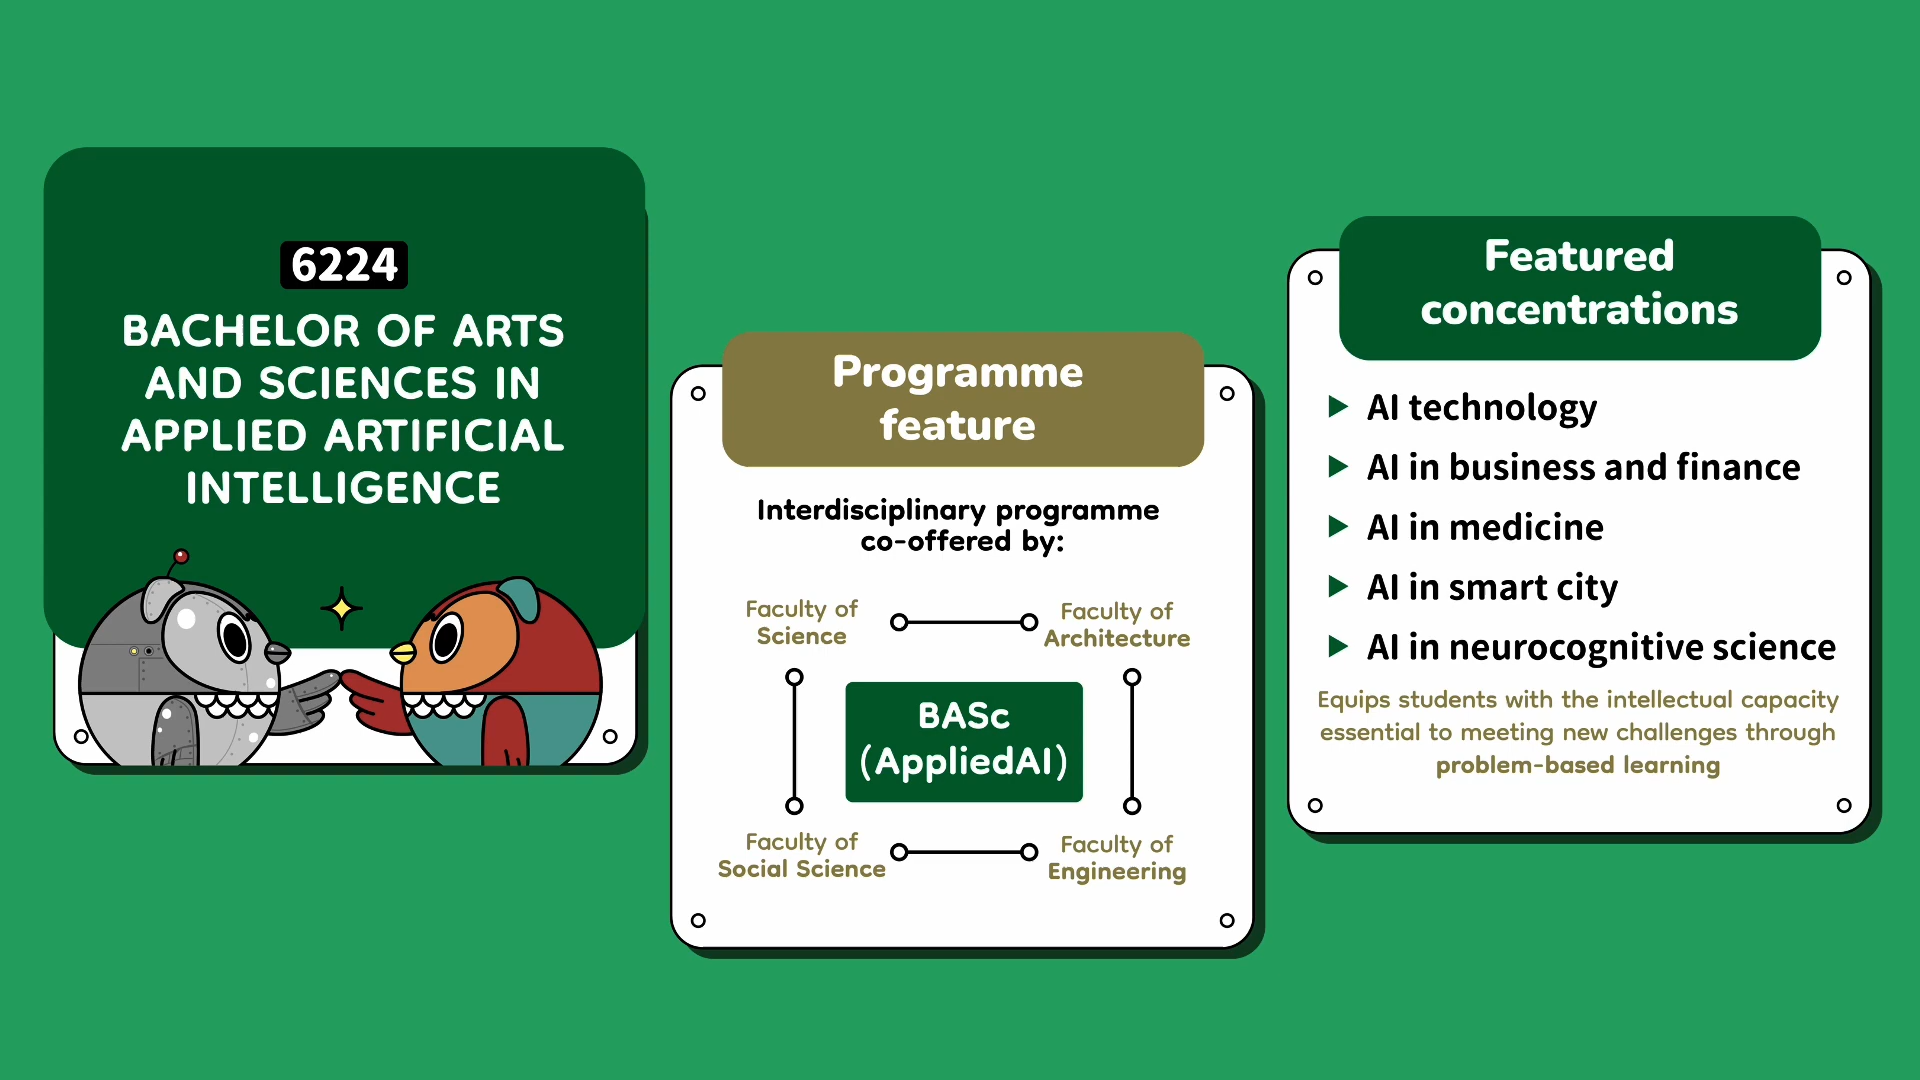 6224
BACHELOR OF ARTS
AND SCIENCES IN
APPLIED ARTIFICIAL
INTELLIGENCE
Programme
feature
Interdisciplinary programme
co-offered by:
Faculty of
Science
Faculty of
Architecture
BASc
(AppliedAI)
Faculty of
Social Science
Faculty of
Engineering
Featured
concentrations
AI technology
AI in business and finance
AI in medicine
AI in smart city
AI in neurocognitive science
Equips students with the intellectual capacity
essential to meeting new challenges through
problem-based learning